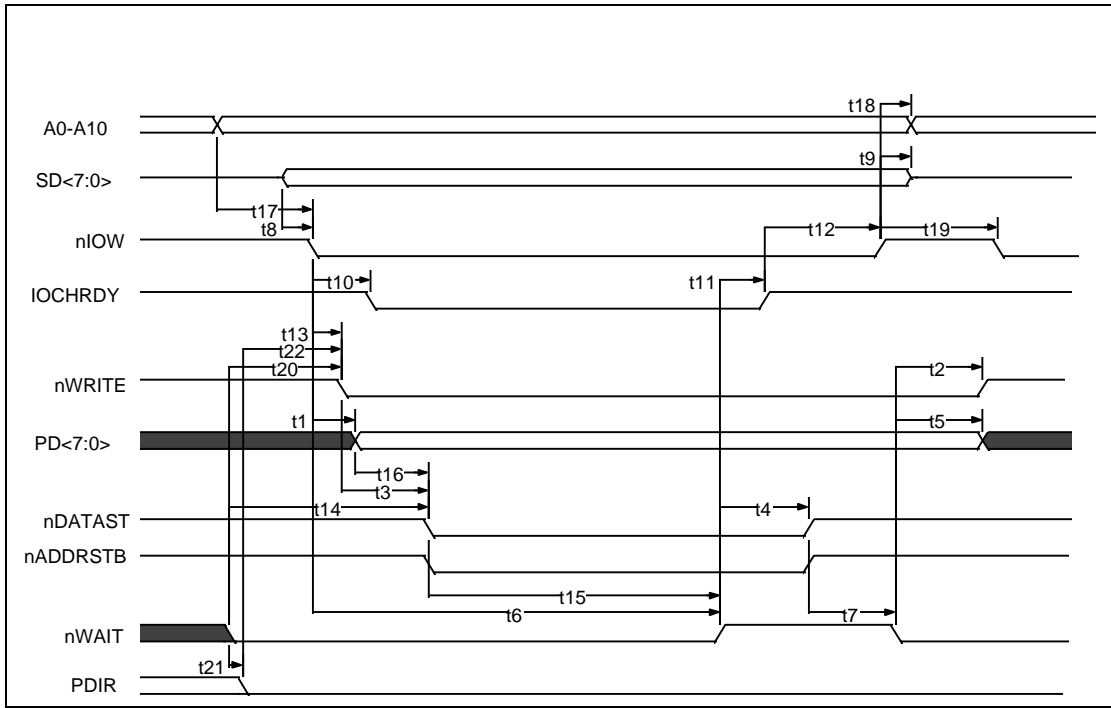 t18
A0-A10
t9
SD<7:0>
t17
t8 t12 t19
nIOW
t10 t11
IOCHRDY
t13
t22
t20 t2
nWRITE
t1 t5
PD<7:0>
t16
t3
t14 t4
nDATAST
nADDRSTB
t15
t6 t7
nWAIT
t21
PDIR